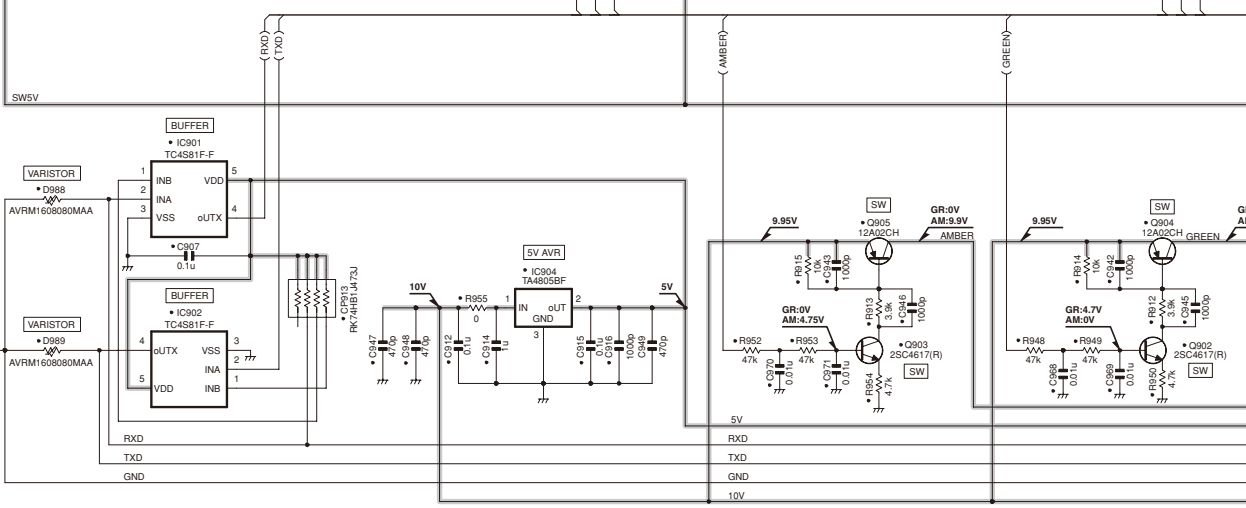 RXD
TXD
AMBER
GREEN
SW5V
BUFFER
IC901
TC4S81F-F
1
INB
VDD
5
2
INA
3
VSS
oUTX
4
VARISTOR
D988
AVRM1608080MAA
C907
0.1u
BUFFER
IC902
TC4S81F-F
4
oUTX
VSS
3
INA
2
5
VDD
INB
1
VARISTOR
D989
AVRM1608080MAA
CP913
RK74HB1J473J
10V
R955
0
5V AVR
IC904
TA4805BF
1
IN
oUT
2
GND
3
5V
C947
470p
C948
470p
C912
0.1u
C914
1u
C915
0.1u
C916
1000p
C949
470p
9.95V
SW
Q905
12A02CH
GR:0V
AM:9.9V
AMBER
R915
10k
C943
1000p
R913
3.9k
C946
1000p
GR:0V
AM:4.75V
R952
47k
R953
47k
C970
0.01u
C971
0.01u
Q903
2SC4617(R)
SW
R954
4.7k
9.95V
SW
Q904
12A02CH
GREEN
R914
10k
C942
1000p
R912
3.9k
C945
1000p
GR:4.7V
AM:0V
R948
47k
R949
47k
C968
0.01u
C969
0.01u
Q902
2SC4617(R)
SW
R950
4.7k
5V
RXD
RXD
TXD
TXD
GND
GND
10V